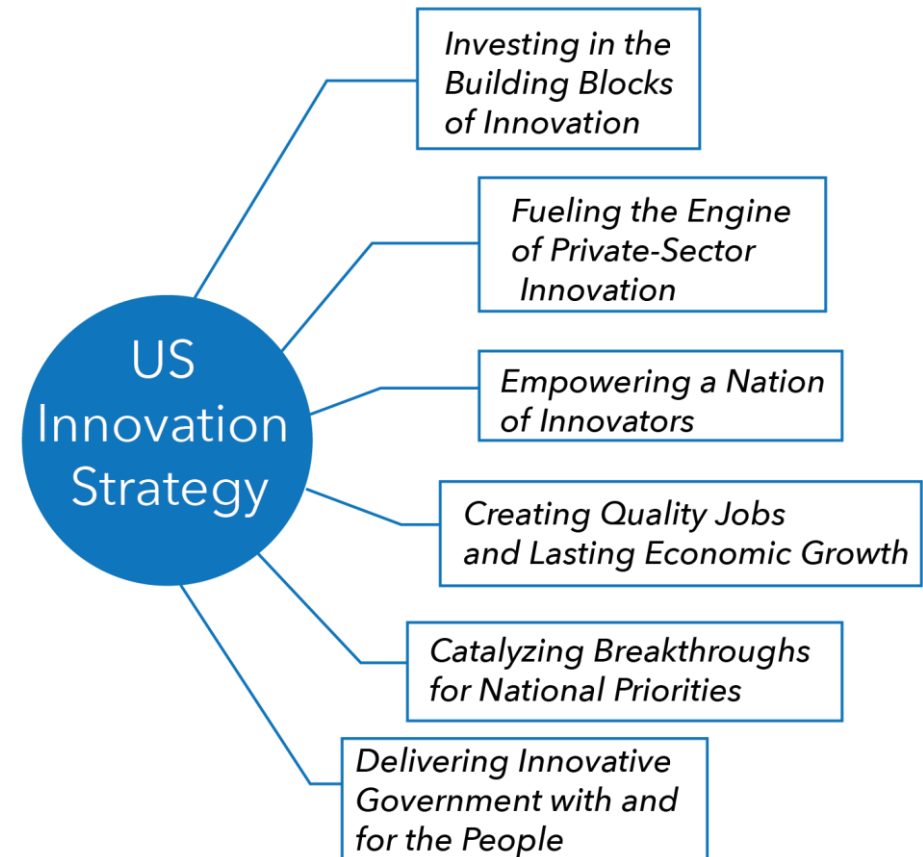 Investing in the
Building Blocks
of Innovation
Fueling the Engine
of Private-Sector
Innovation
US
Innovation
Strategy
Empowering a Nation
of Innovators
Creating Quality Jobs
and Lasting Economic Growth
Catalyzing Breakthroughs
for National Priorities
Delivering Innovative
Government with and
for the People